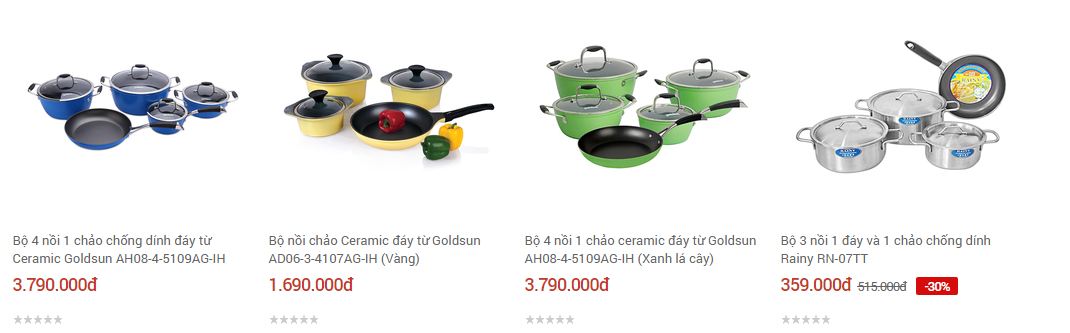 Bộ 4 nồi 1 chảo chống dính đáy từ
Ceramic Goldsun AH08-4-5109AG-IH
3.790.000đ
Bộ nồi chảo Ceramic đáy từ Goldsun
AD06-3-4107AG-IH (Vàng)
1.690.000đ
Bộ 4 nồi 1 chảo ceramic đáy từ Goldsun
AH08-4-5109AG-IH (Xanh lá cây)
3.790.000đ
RAINY
Bộ 3 nồi 1 đáy và 1 chảo chống dính
Rainy RN-07TT
359.000đ 515.000đ -30%